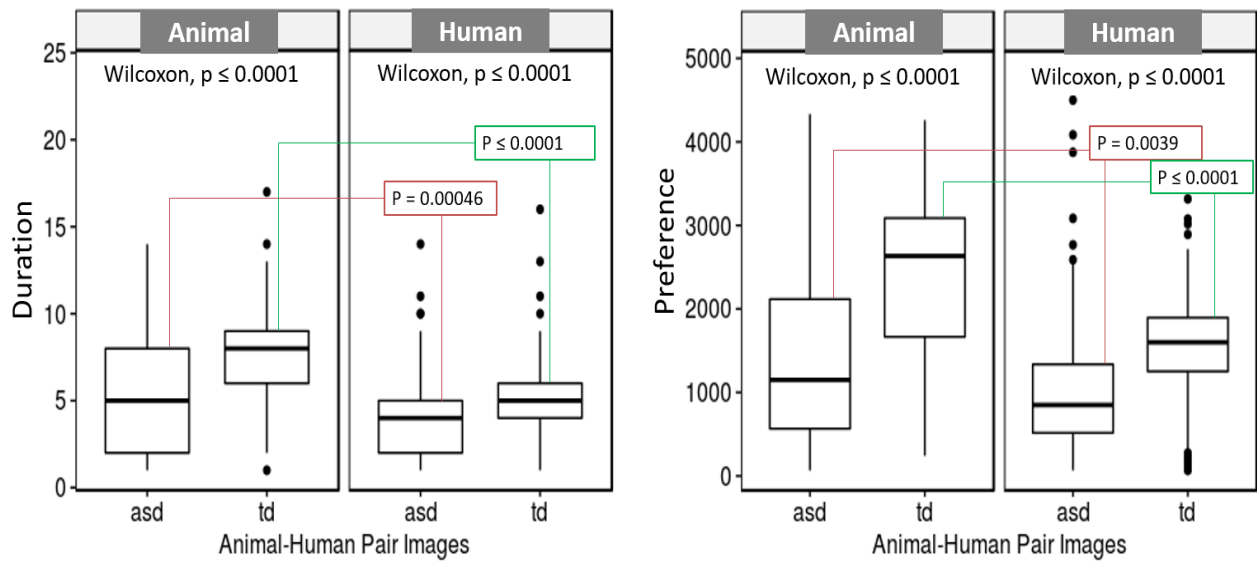 Animal
Human
25
Wilcoxon, p ≤ 0.0001
Wilcoxon, p ≤ 0.0001
20
P ≤ 0.0001
P = 0.00046
15
10
5
0
Duration
asd
td
asd
td
Animal-Human Pair Images
Animal
Human
5000
Wilcoxon, p ≤ 0.0001
Wilcoxon, p ≤ 0.0001
4000
P = 0.0039
P ≤ 0.0001
3000
2000
1000
0
Preference
asd
td
asd
td
Animal-Human Pair Images